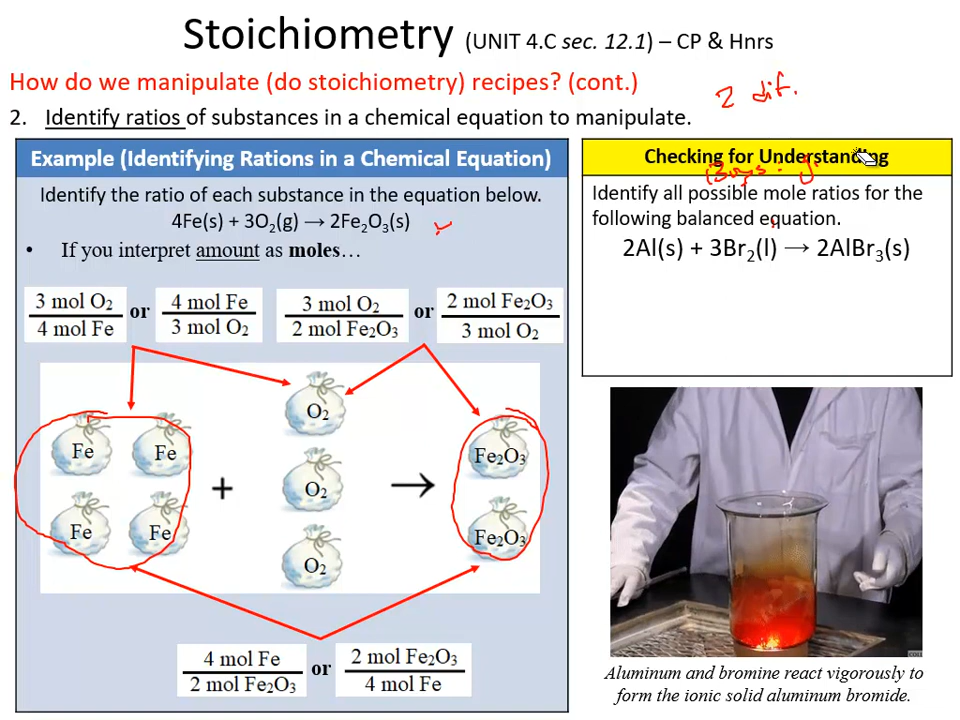 Stoichiometry (UNIT 4.C sec. 12.1) – CP & Hnrs
How do we manipulate (do stoichiometry) recipes? (cont.)
2 dif.
2. Identify ratios of substances in a chemical equation to manipulate.
Example (Identifying Rations in a Chemical Equation)
Identify the ratio of each substance in the equation below.
4Fe(s) + 3O₂(g) → 2Fe₂O₃(s)
• If you interpret amount as moles…
3 mol O₂ or 4 mol Fe 3 mol O₂ or 2 mol Fe₂O₃
4 mol Fe 3 mol O₂ 2 mol Fe₂O₃ 3 mol O₂
O₂
Fe Fe Fe₂O₃
+ O₂ →
Fe Fe Fe₂O₃
O₂
4 mol Fe or 2 mol Fe₂O₃
2 mol Fe₂O₃ 4 mol Fe
Checking for Understanding
Identify all possible mole ratios for the
following balanced equation.
2Al(s) + 3Br₂(l) → 2AlBr₃(s)
Aluminum and bromine react vigorously to
form the ionic solid aluminum bromide.